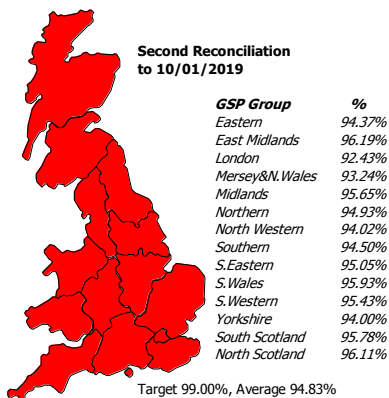 Second Reconciliation
to 10/01/2019
GSP Group %
Eastern 94.37%
East Midlands 96.19%
London 92.43%
Mersey&N.Wales 93.24%
Midlands 95.65%
Northern 94.93%
North Western 94.02%
Southern 94.50%
S.Eastern 95.05%
S.Wales 95.93%
S.Western 95.43%
Yorkshire 94.00%
South Scotland 95.78%
North Scotland 96.11%
Target 99.00%, Average 94.83%